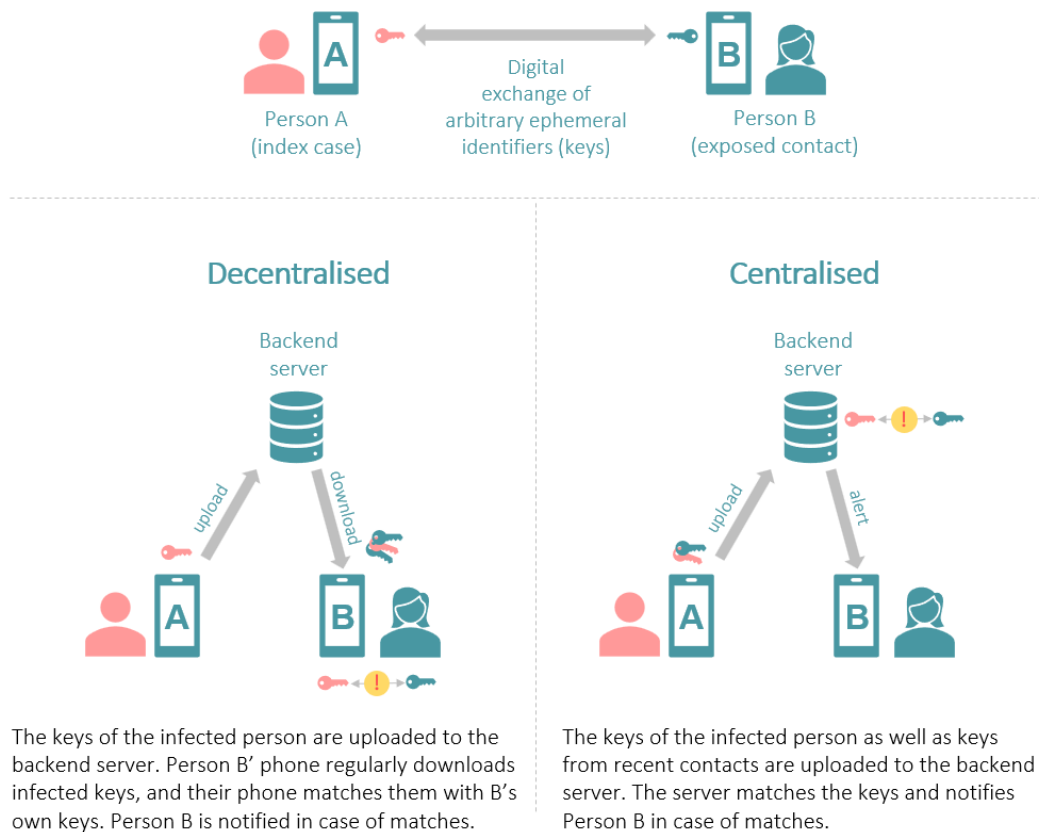 A
B
Digital
exchange of
arbitrary ephemeral
identifiers (keys)
Person A
(index case)
Person B
(exposed contact)
Decentralised
Backend
server
upload
download
A
B
!
The keys of the infected person are uploaded to the
backend server. Person B’ phone regularly downloads
infected keys, and their phone matches them with B’s
own keys. Person B is notified in case of matches.
Centralised
Backend
server
!
upload
alert
A
B
The keys of the infected person as well as keys
from recent contacts are uploaded to the backend
server. The server matches the keys and notifies
Person B in case of matches.